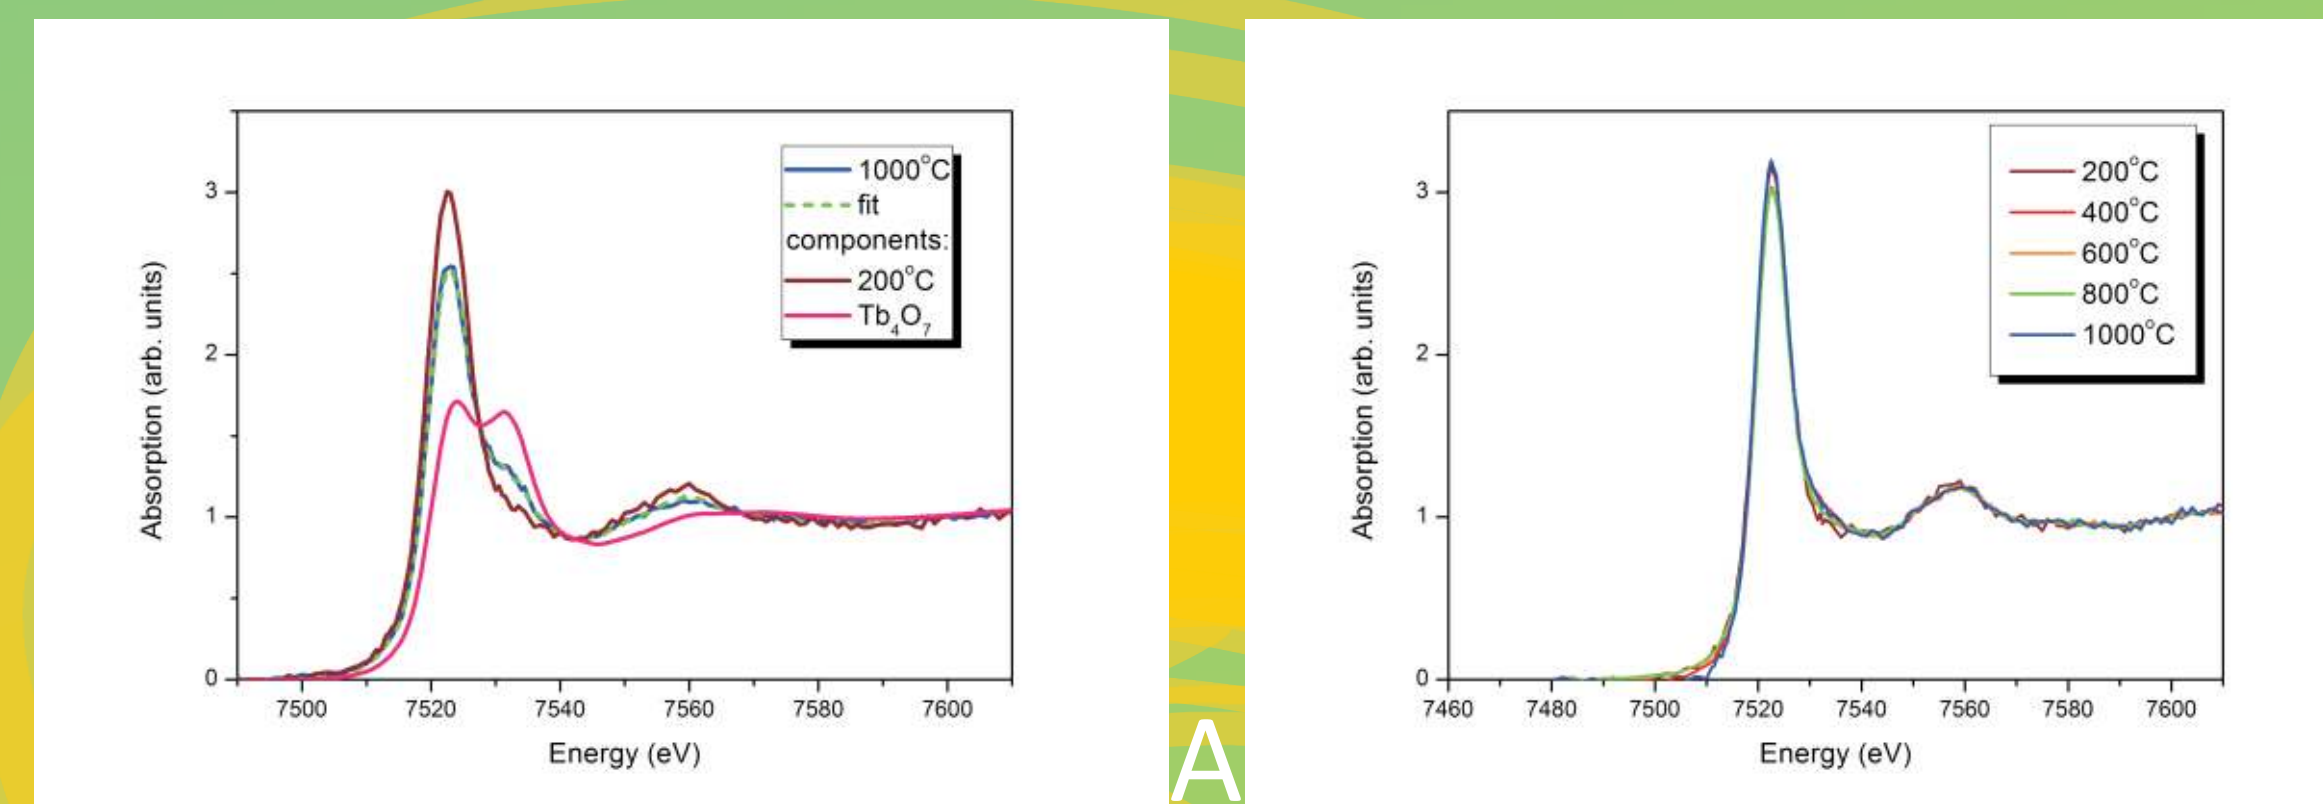 3
2
1
0
7500 7520 7540 7560 7580 7600
Absorption (arb. units)
Energy (eV)
1000°C
fit
components:
200°C
Tb₄O₇
A
3
2
1
0
7460 7480 7500 7520 7540 7560 7580 7600
Absorption (arb. units)
Energy (eV)
200°C
400°C
600°C
800°C
1000°C